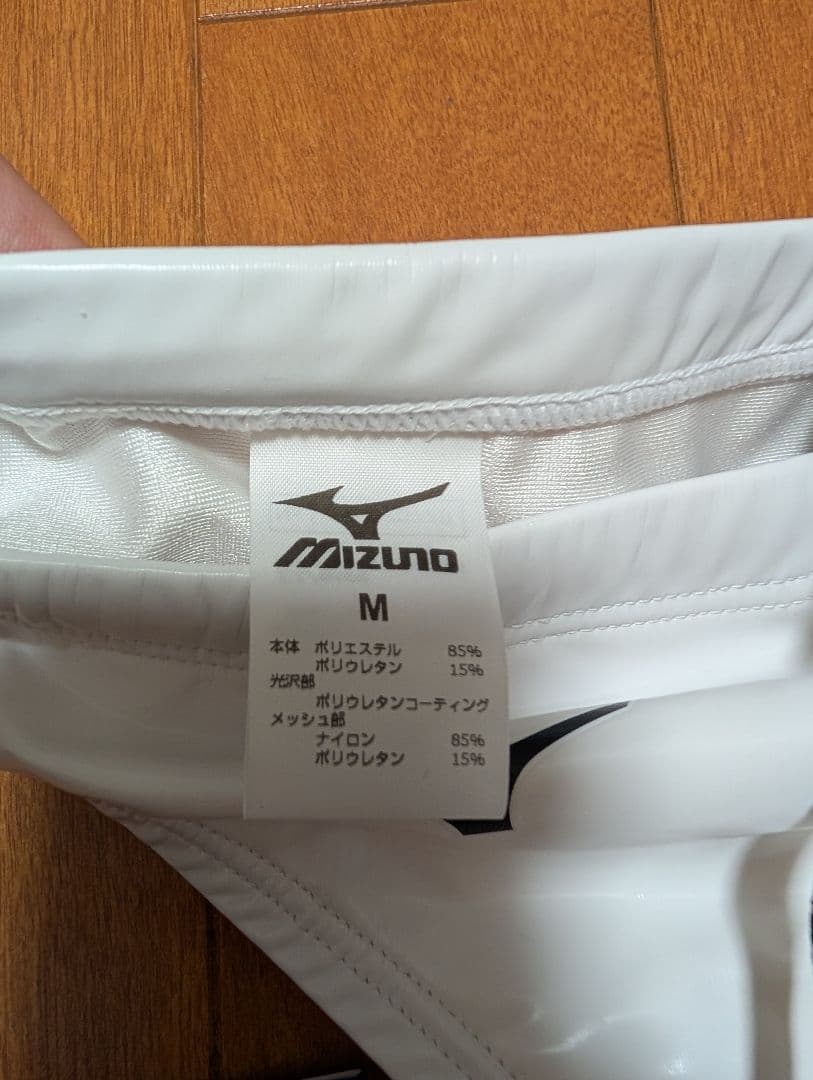 MIZUNO
M
本体 ポリエステル 85%
ポリウレタン 15%
光沢部
ポリウレタンコーティング
メッシュ部
ナイロン 85%
ポリウレタン 15%